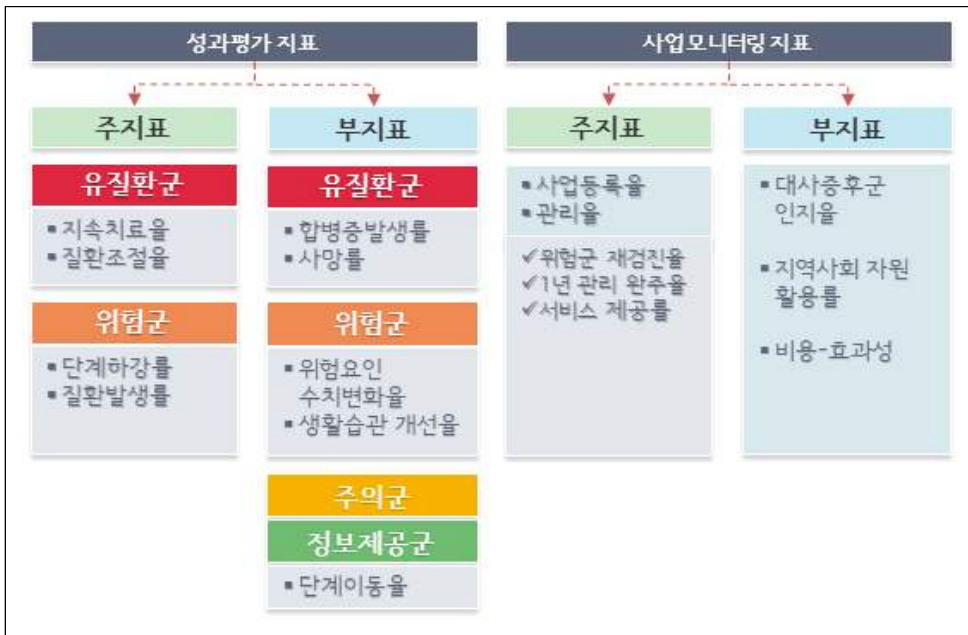 성과평가 지표
주지표
유질환군
▪ 지속치료율
▪ 질환조절율
위험군
▪ 단계하강률
▪ 질환발생률
부지표
유질환군
▪ 합병증발생률
▪ 사망률
위험군
▪ 위험요인
수치변화율
▪ 생활습관 개선율
주의군
정보제공군
▪ 단계이동율
사업모니터링 지표
주지표
▪ 사업등록율
▪ 관리율
✓위험군 재검진율
✓1년 관리 완주율
✓서비스 제공률
부지표
▪ 대사증후군
인지율
▪ 지역사회 자원
활용률
▪ 비용-효과성